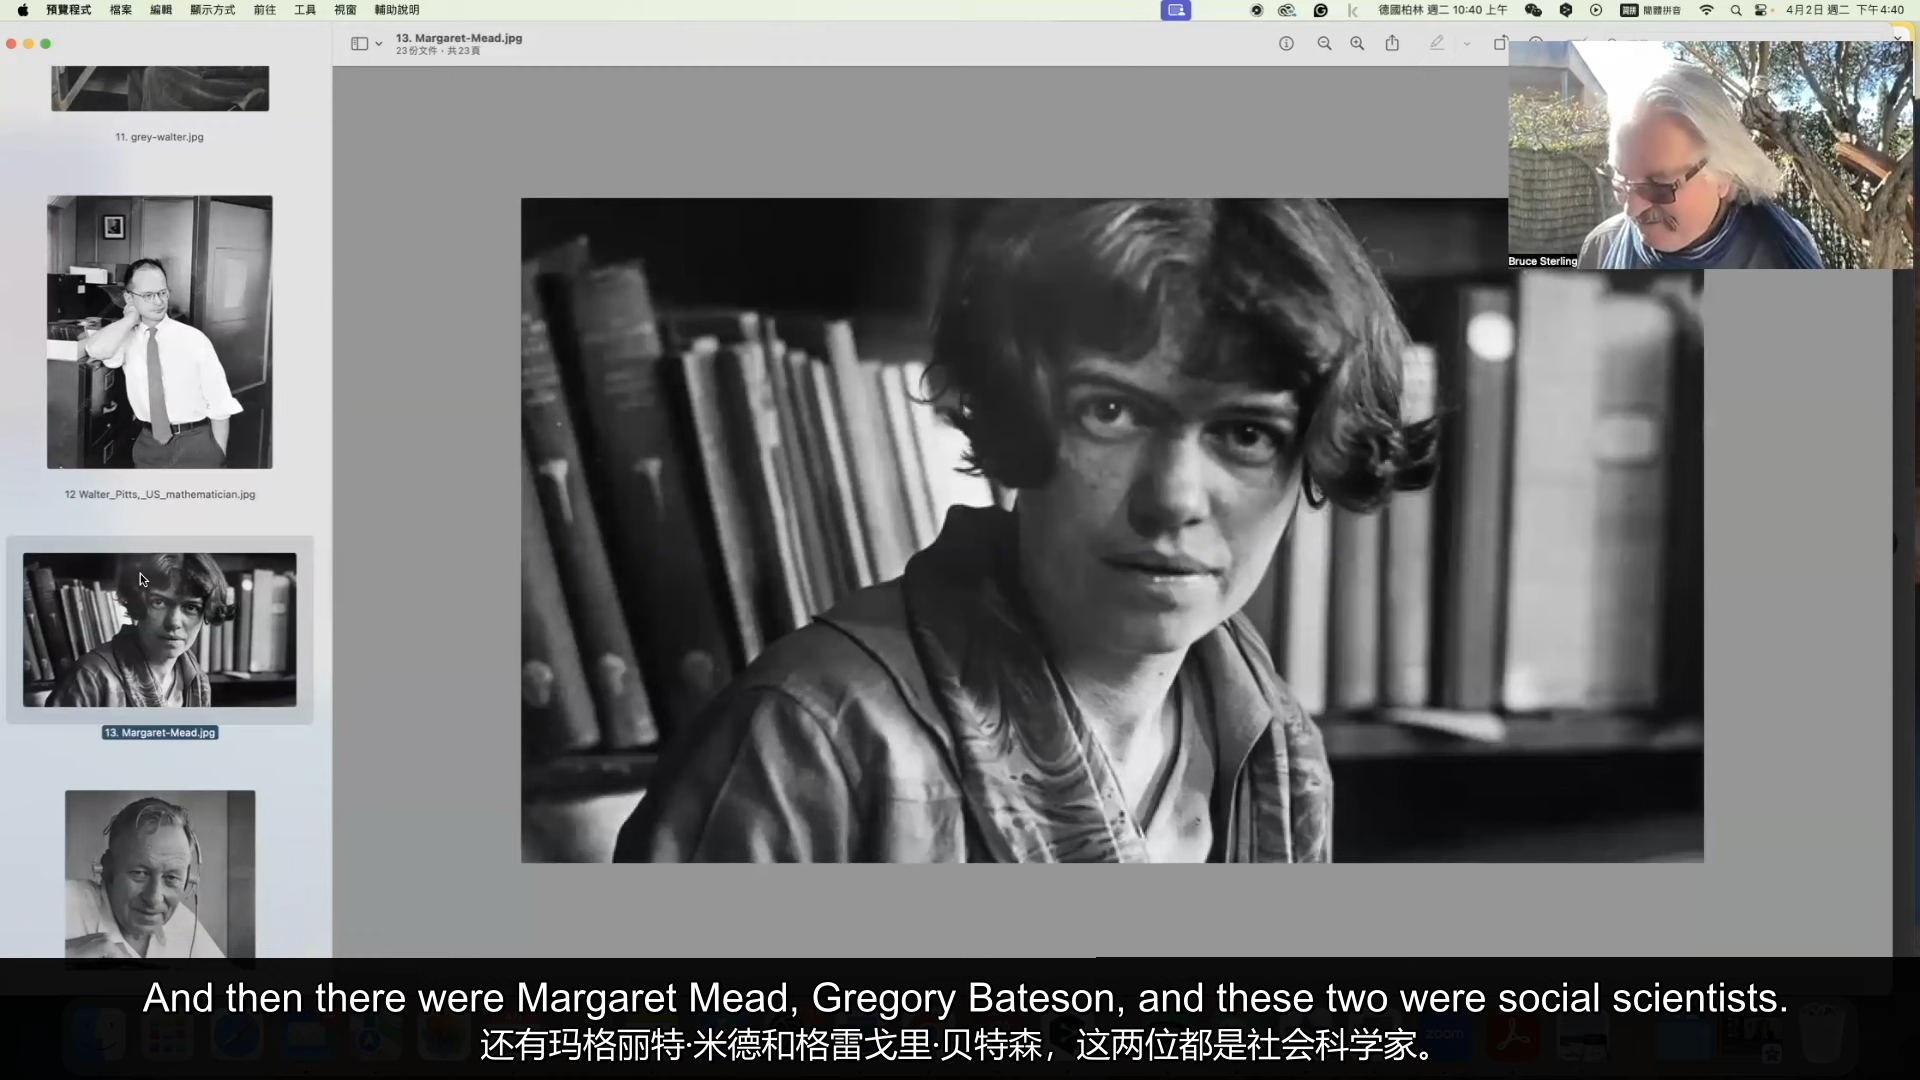 預覽程式 檔案 編輯 顯示方式 前往 工具 視窗 輔助說明
德國柏林 週二 10:40 上午
簡體拼音
4月2日 週二 下午4:40
13. Margaret-Mead.jpg
23份文件・共23頁
11. grey-walter.jpg
12 Walter_Pitts,_US_mathematician.jpg
13. Margaret-Mead.jpg
Bruce Sterling
And then there were Margaret Mead, Gregory Bateson, and these two were social scientists.
还有玛格丽特·米德和格雷戈里·贝特森，这两位都是社会科学家。
zoom